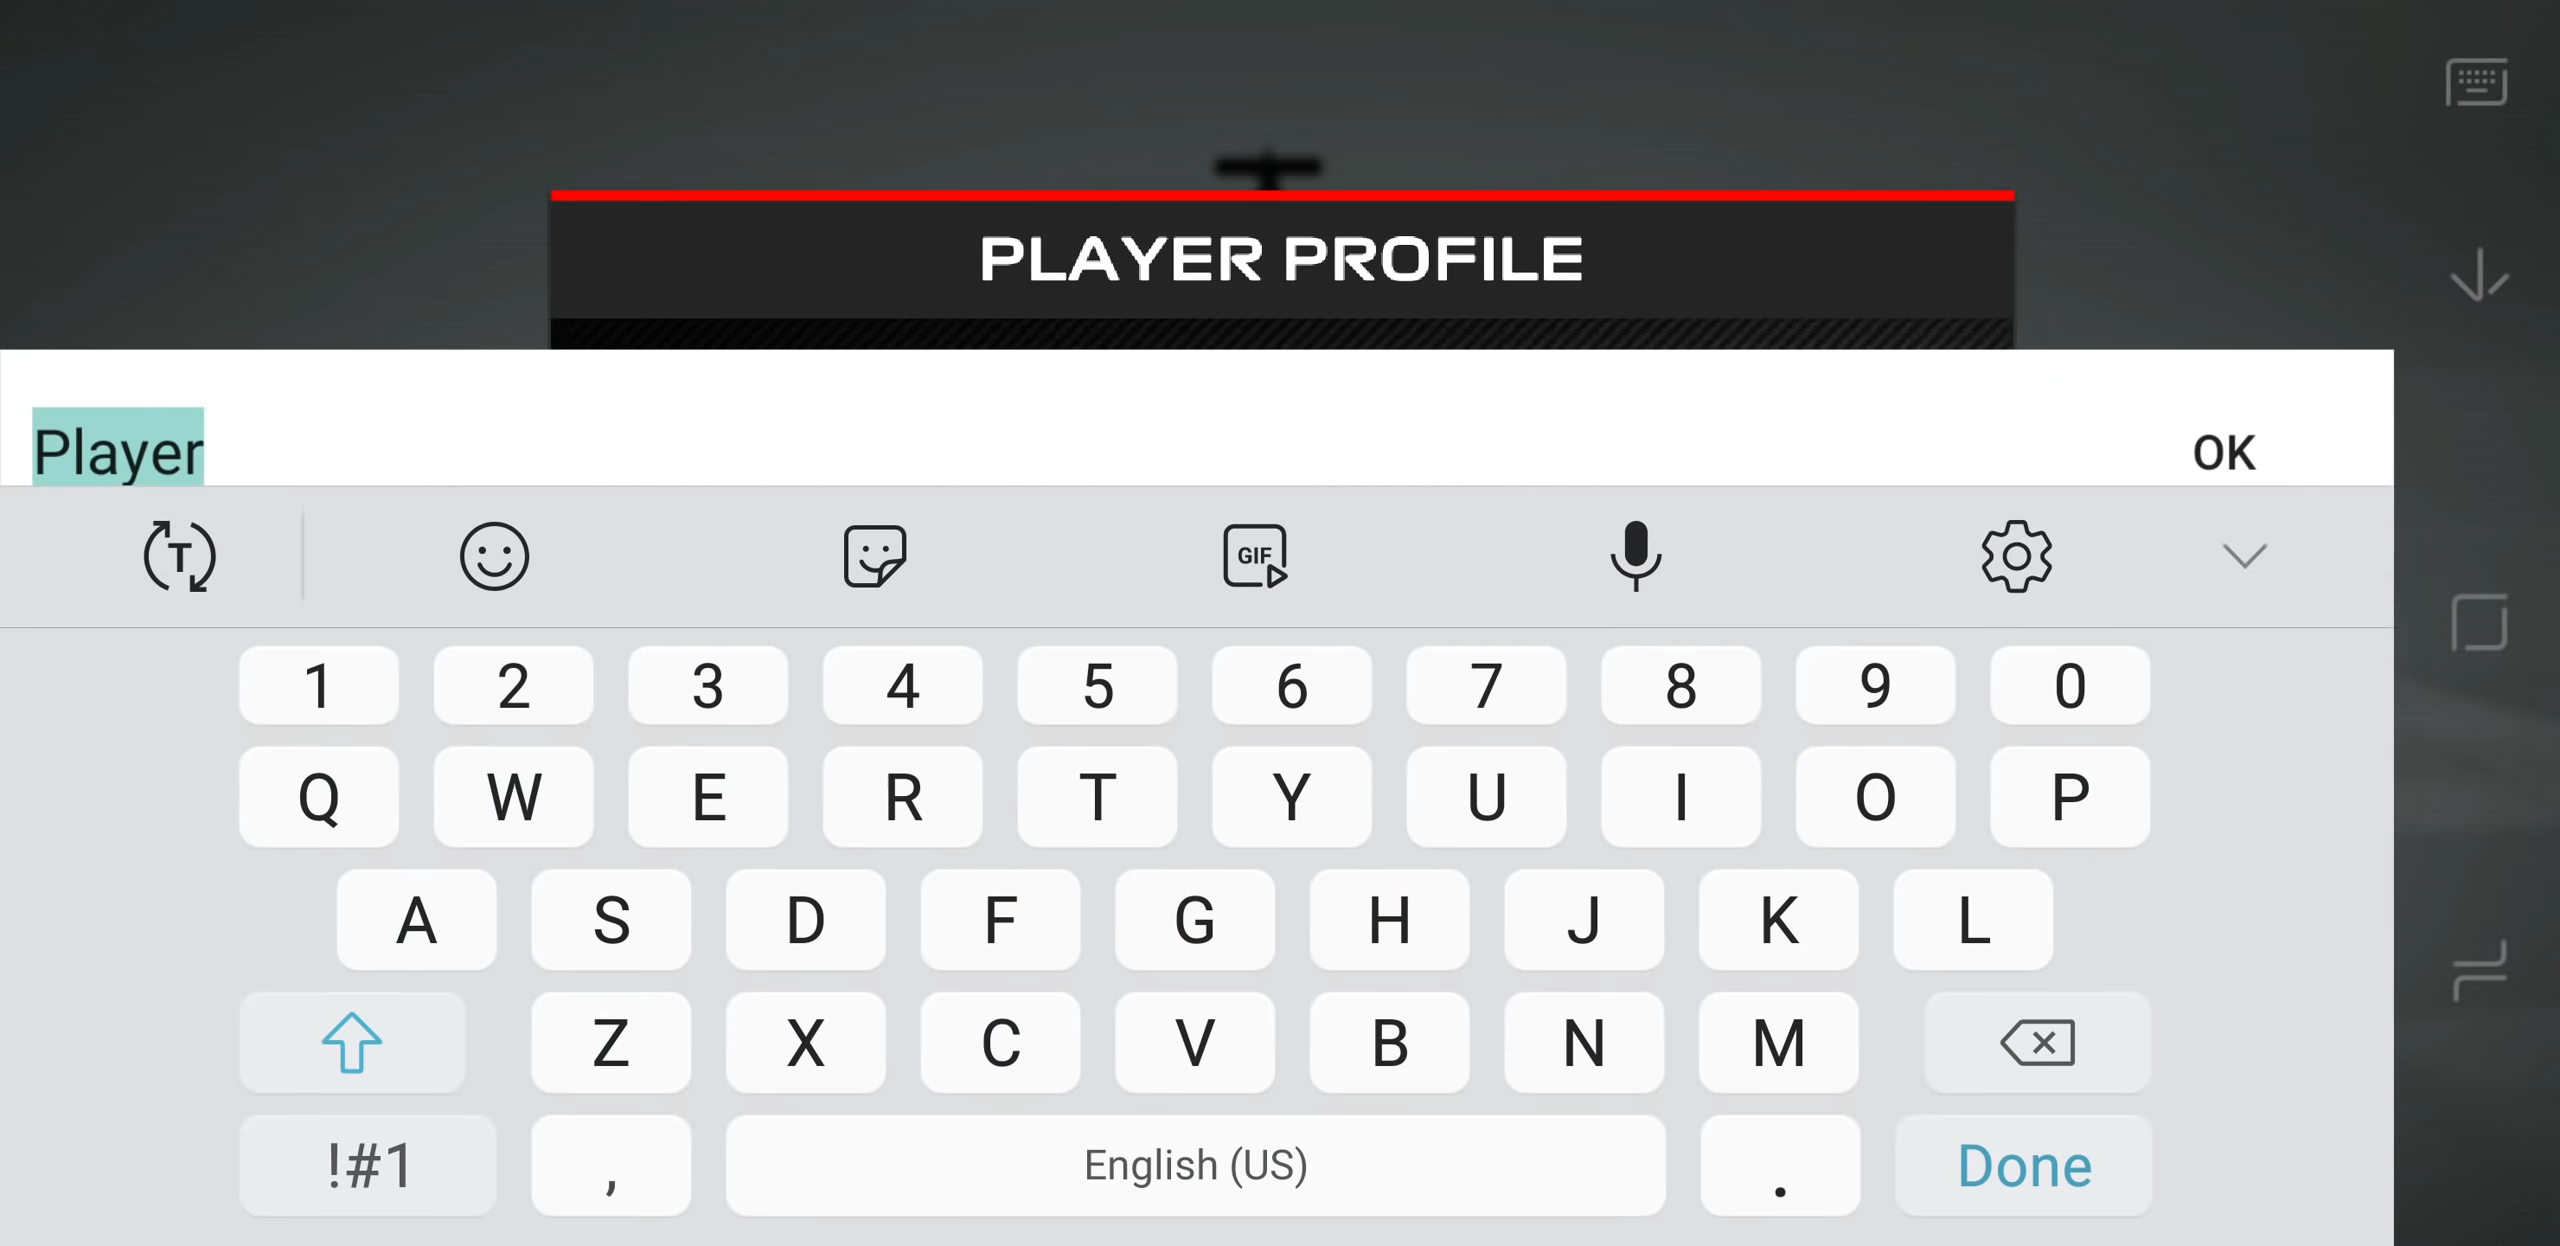 PLAYER PROFILE
Player
OK
T
GIF
1 2 3 4 5 6 7 8 9 0
Q W E R T Y U I O P
A S D F G H J K L
Z X C V B N M
!#1 , English (US) . Done